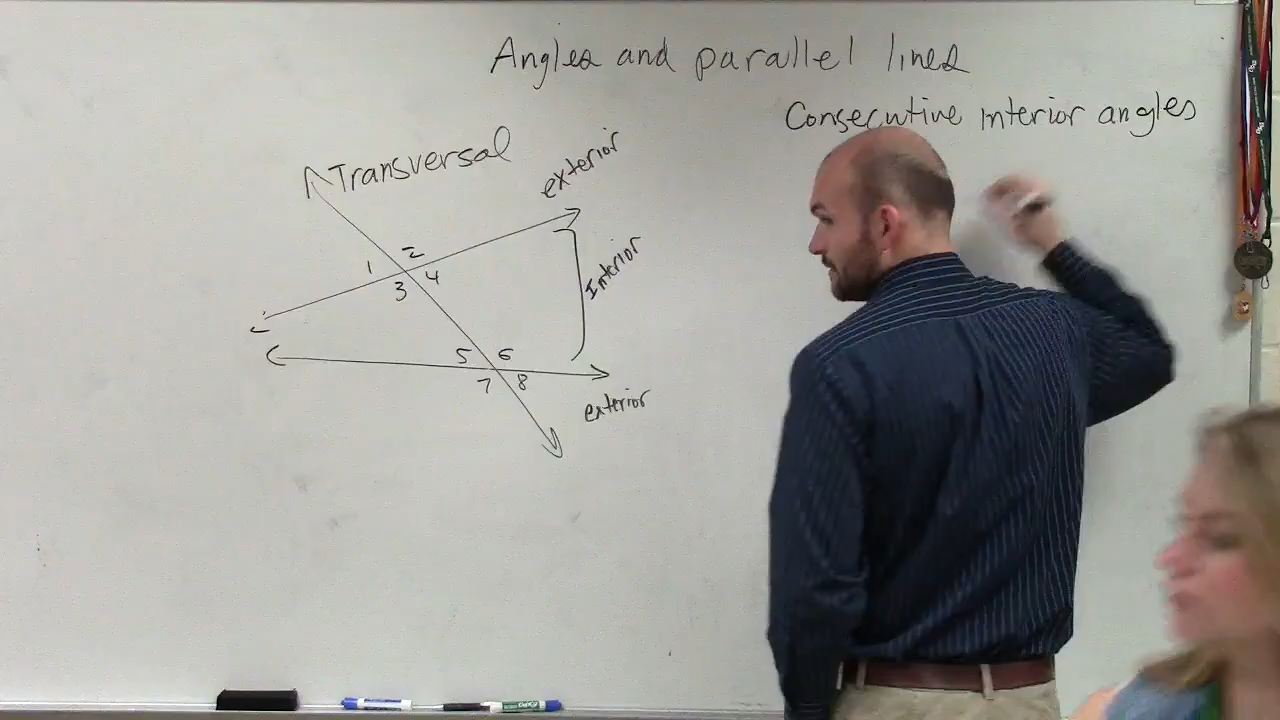 Angles and parallel lines
Consecutive interior angles
Transversal
exterior
1 2
3 4
Interior
5 6
7 8
exterior